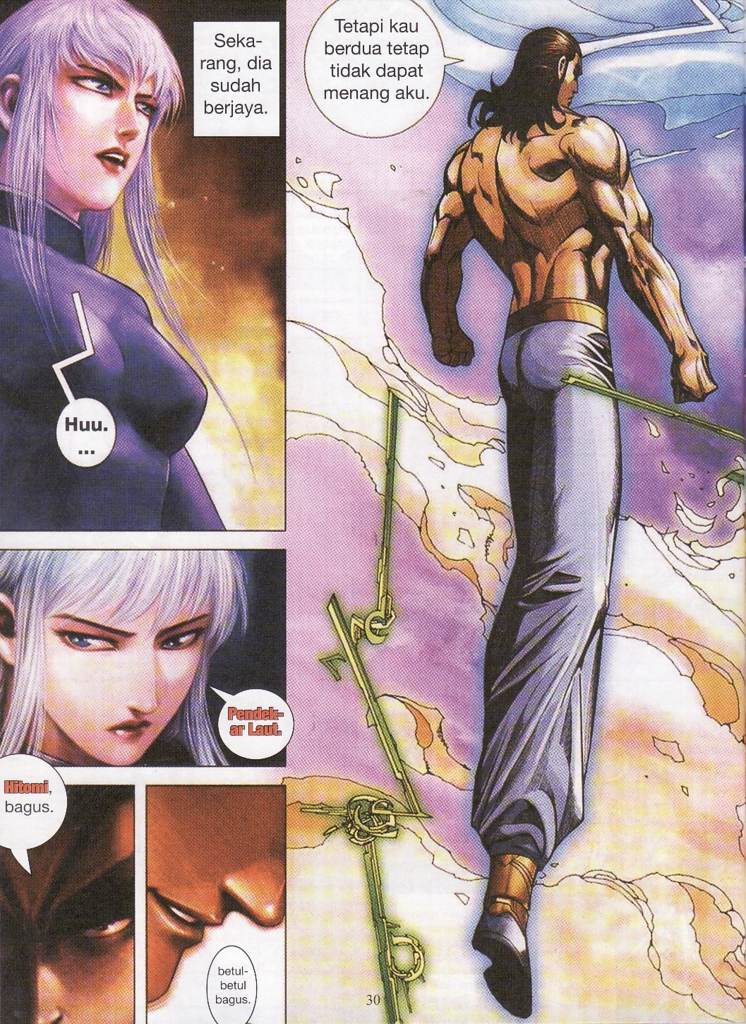 Seka-
rang, dia
sudah
berjaya.
Tetapi kau
berdua tetap
tidak dapat
menang aku.
Huu.
...
Pendek-
ar Laut.
Hitomi,
bagus.
betul-
betul
bagus.
30